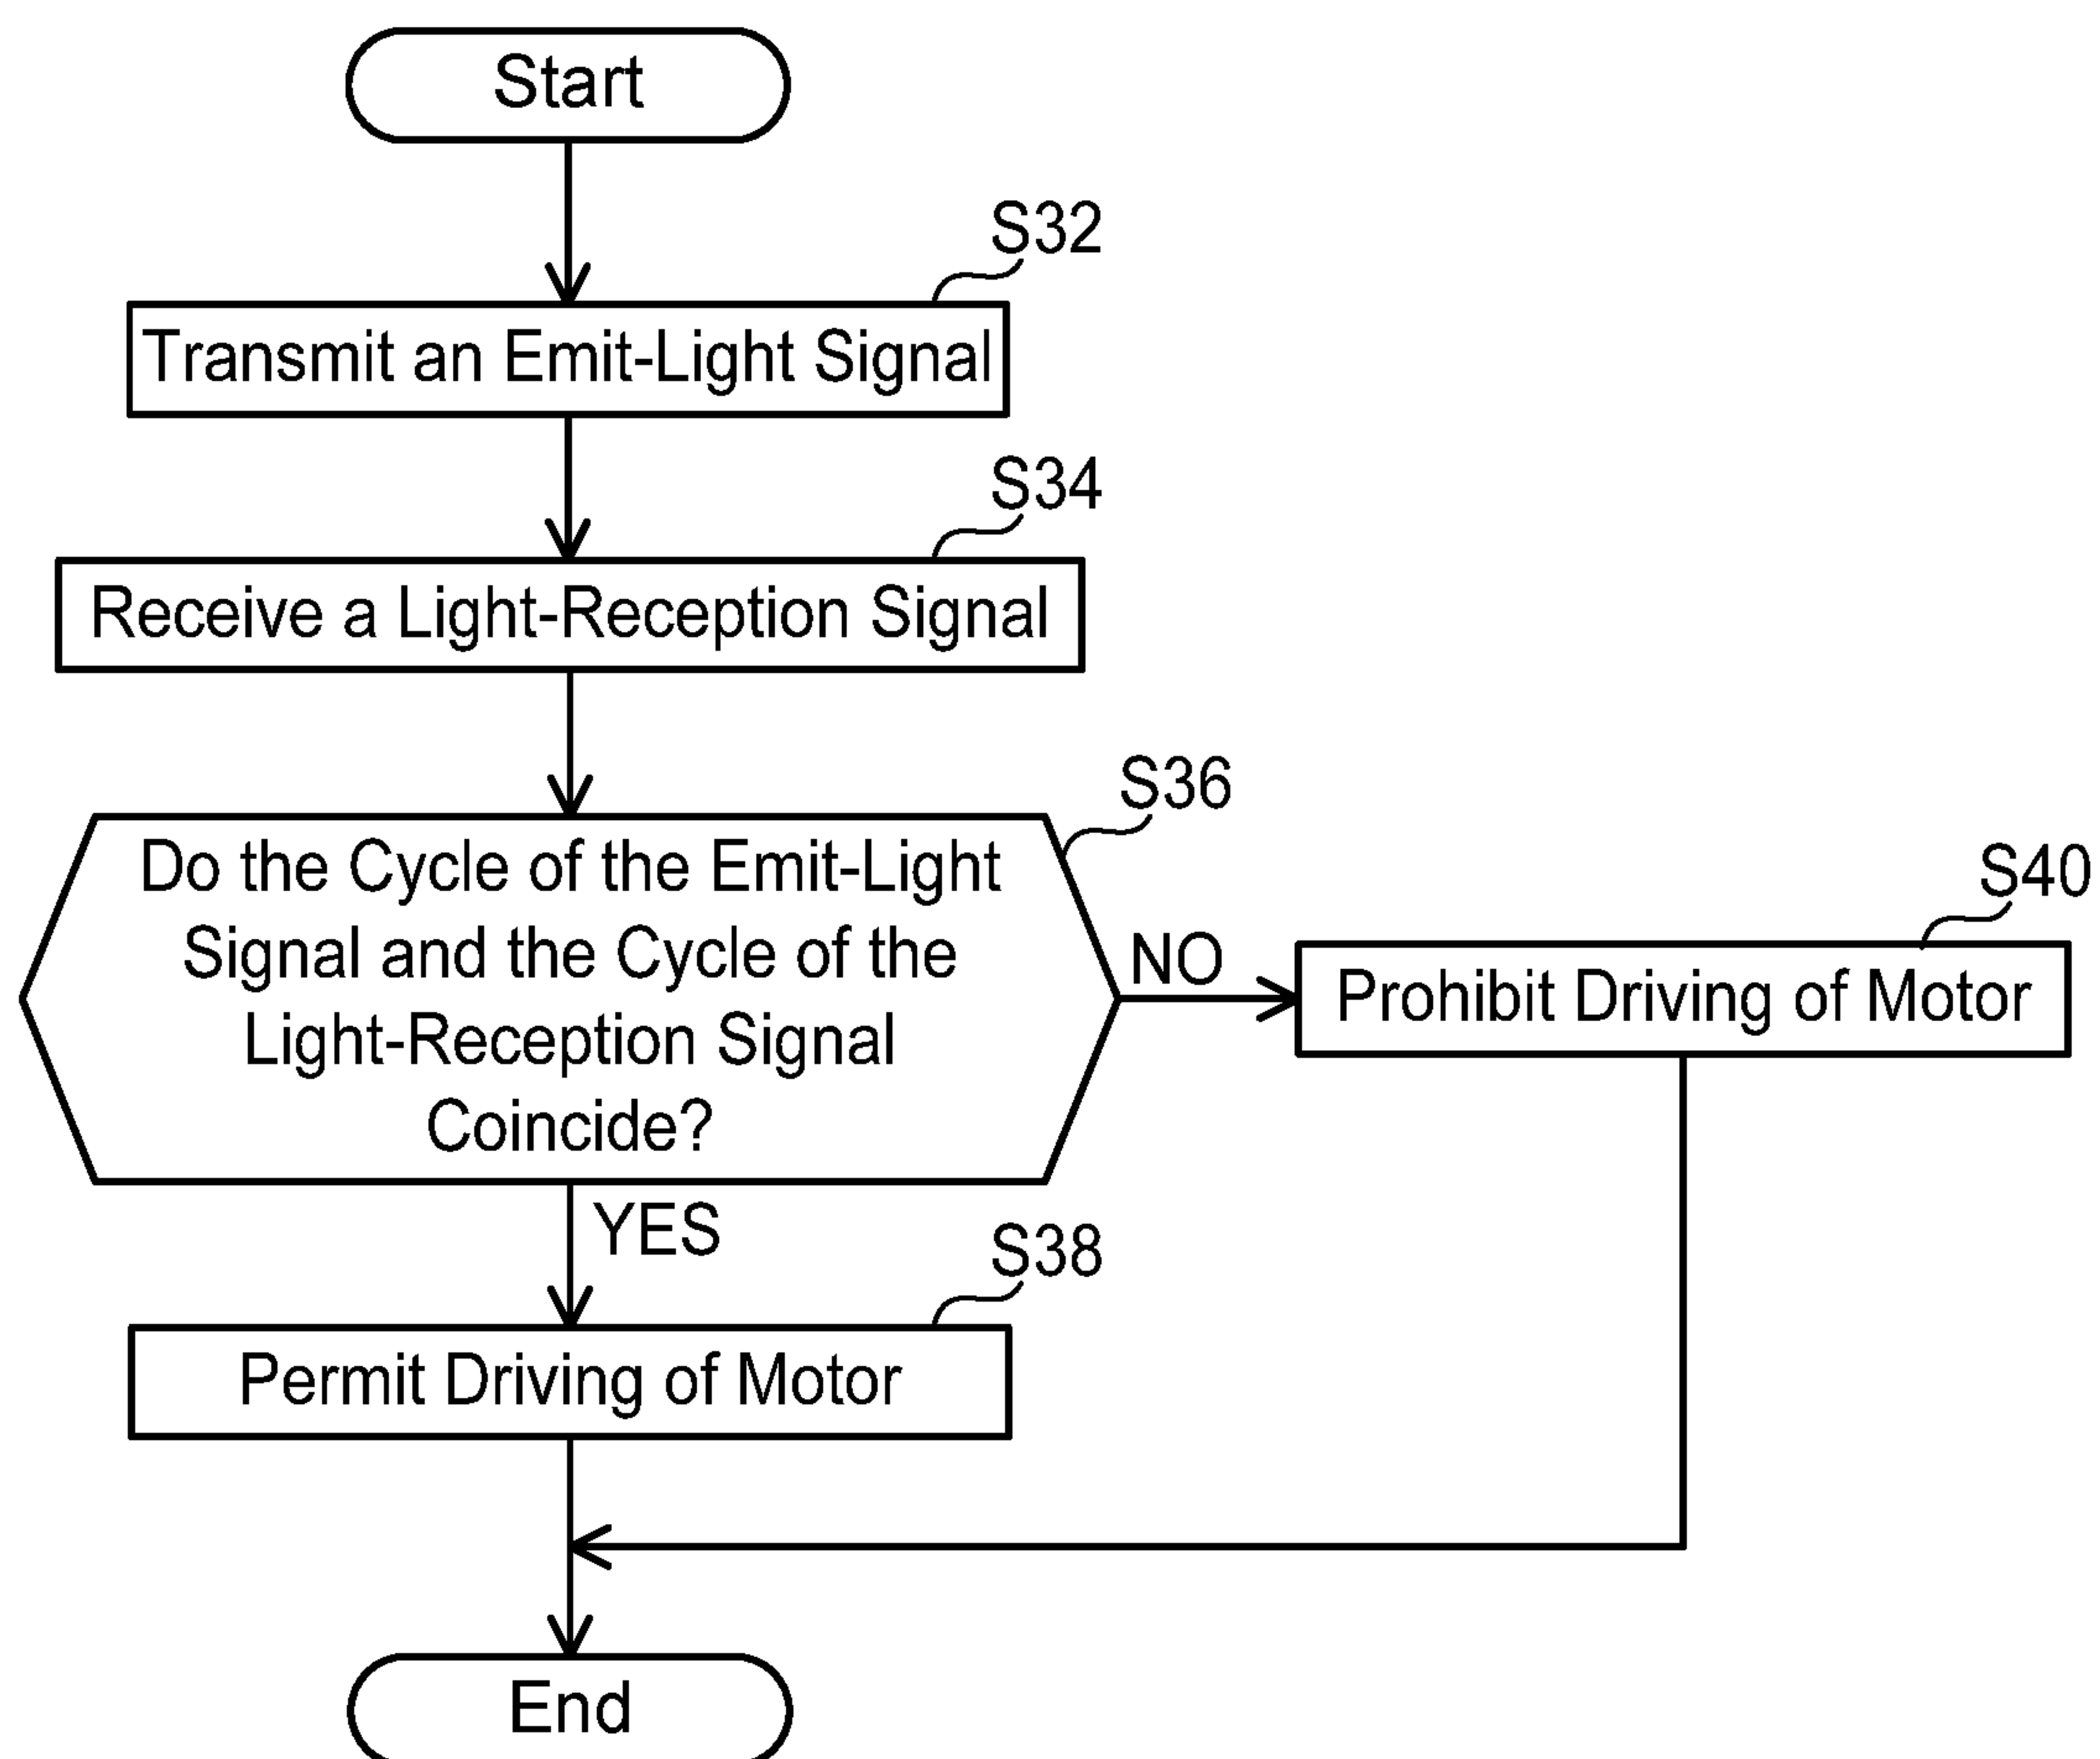 Start
S32
Transmit an Emit-Light Signal
S34
Receive a Light-Reception Signal
S36
Do the Cycle of the Emit-Light
Signal and the Cycle of the
Light-Reception Signal
Coincide?
NO
S40
Prohibit Driving of Motor
YES
S38
Permit Driving of Motor
End